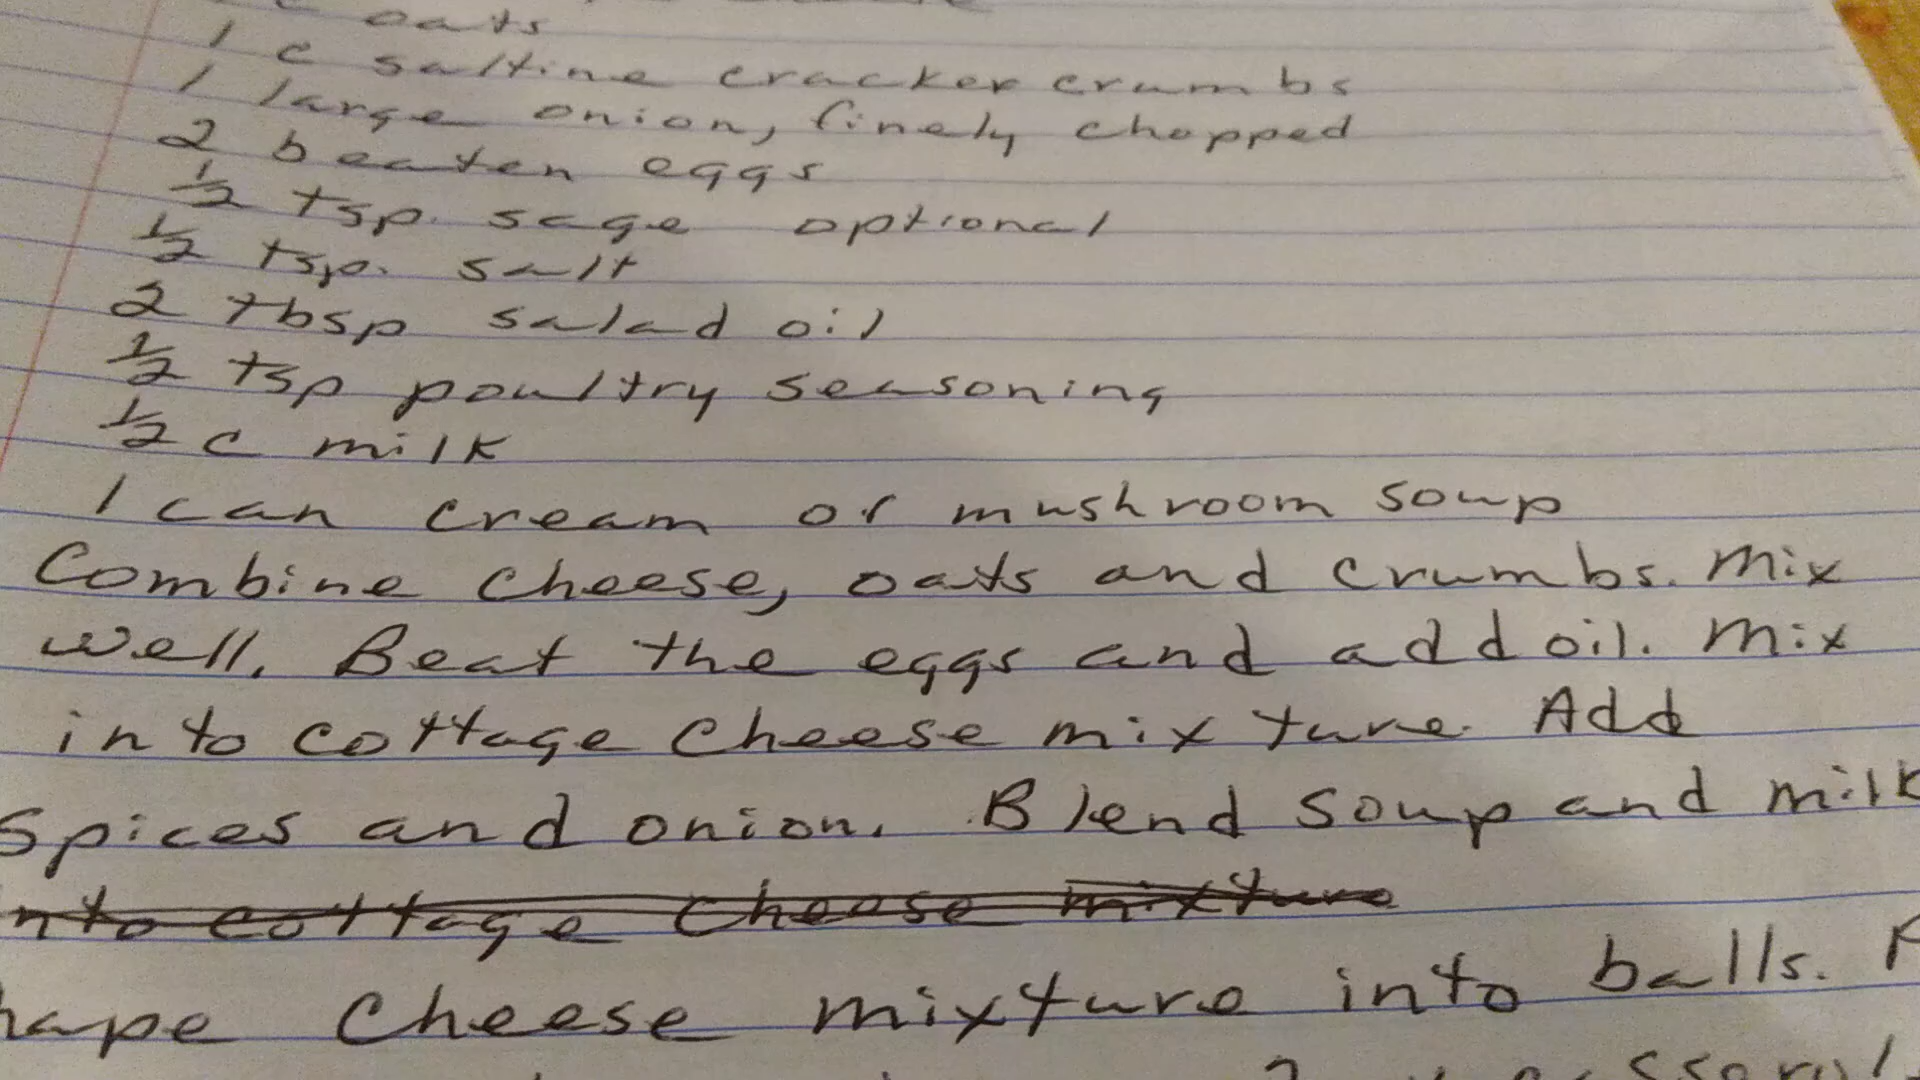 oats
1 c saltine cracker crumbs
1 large onion, finely chopped
2 beaten eggs
1/2 tsp. sage optional
1/2 tsp. salt
2 tbsp salad oil
1/2 tsp poultry seasoning
1/2 c milk
1 can cream of mushroom soup
Combine cheese, oats and crumbs. Mix
well. Beat the eggs and add oil. Mix
into cottage cheese mixture. Add
spices and onion. Blend soup and milk
nto cottage cheese mixture
hape cheese mixture into balls.